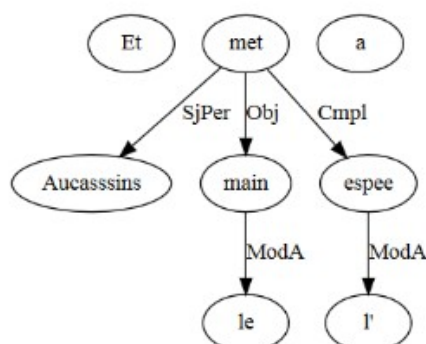 Et met a
SjPer Obj Cmpl
Aucasssins main espee
ModA ModA
le l'